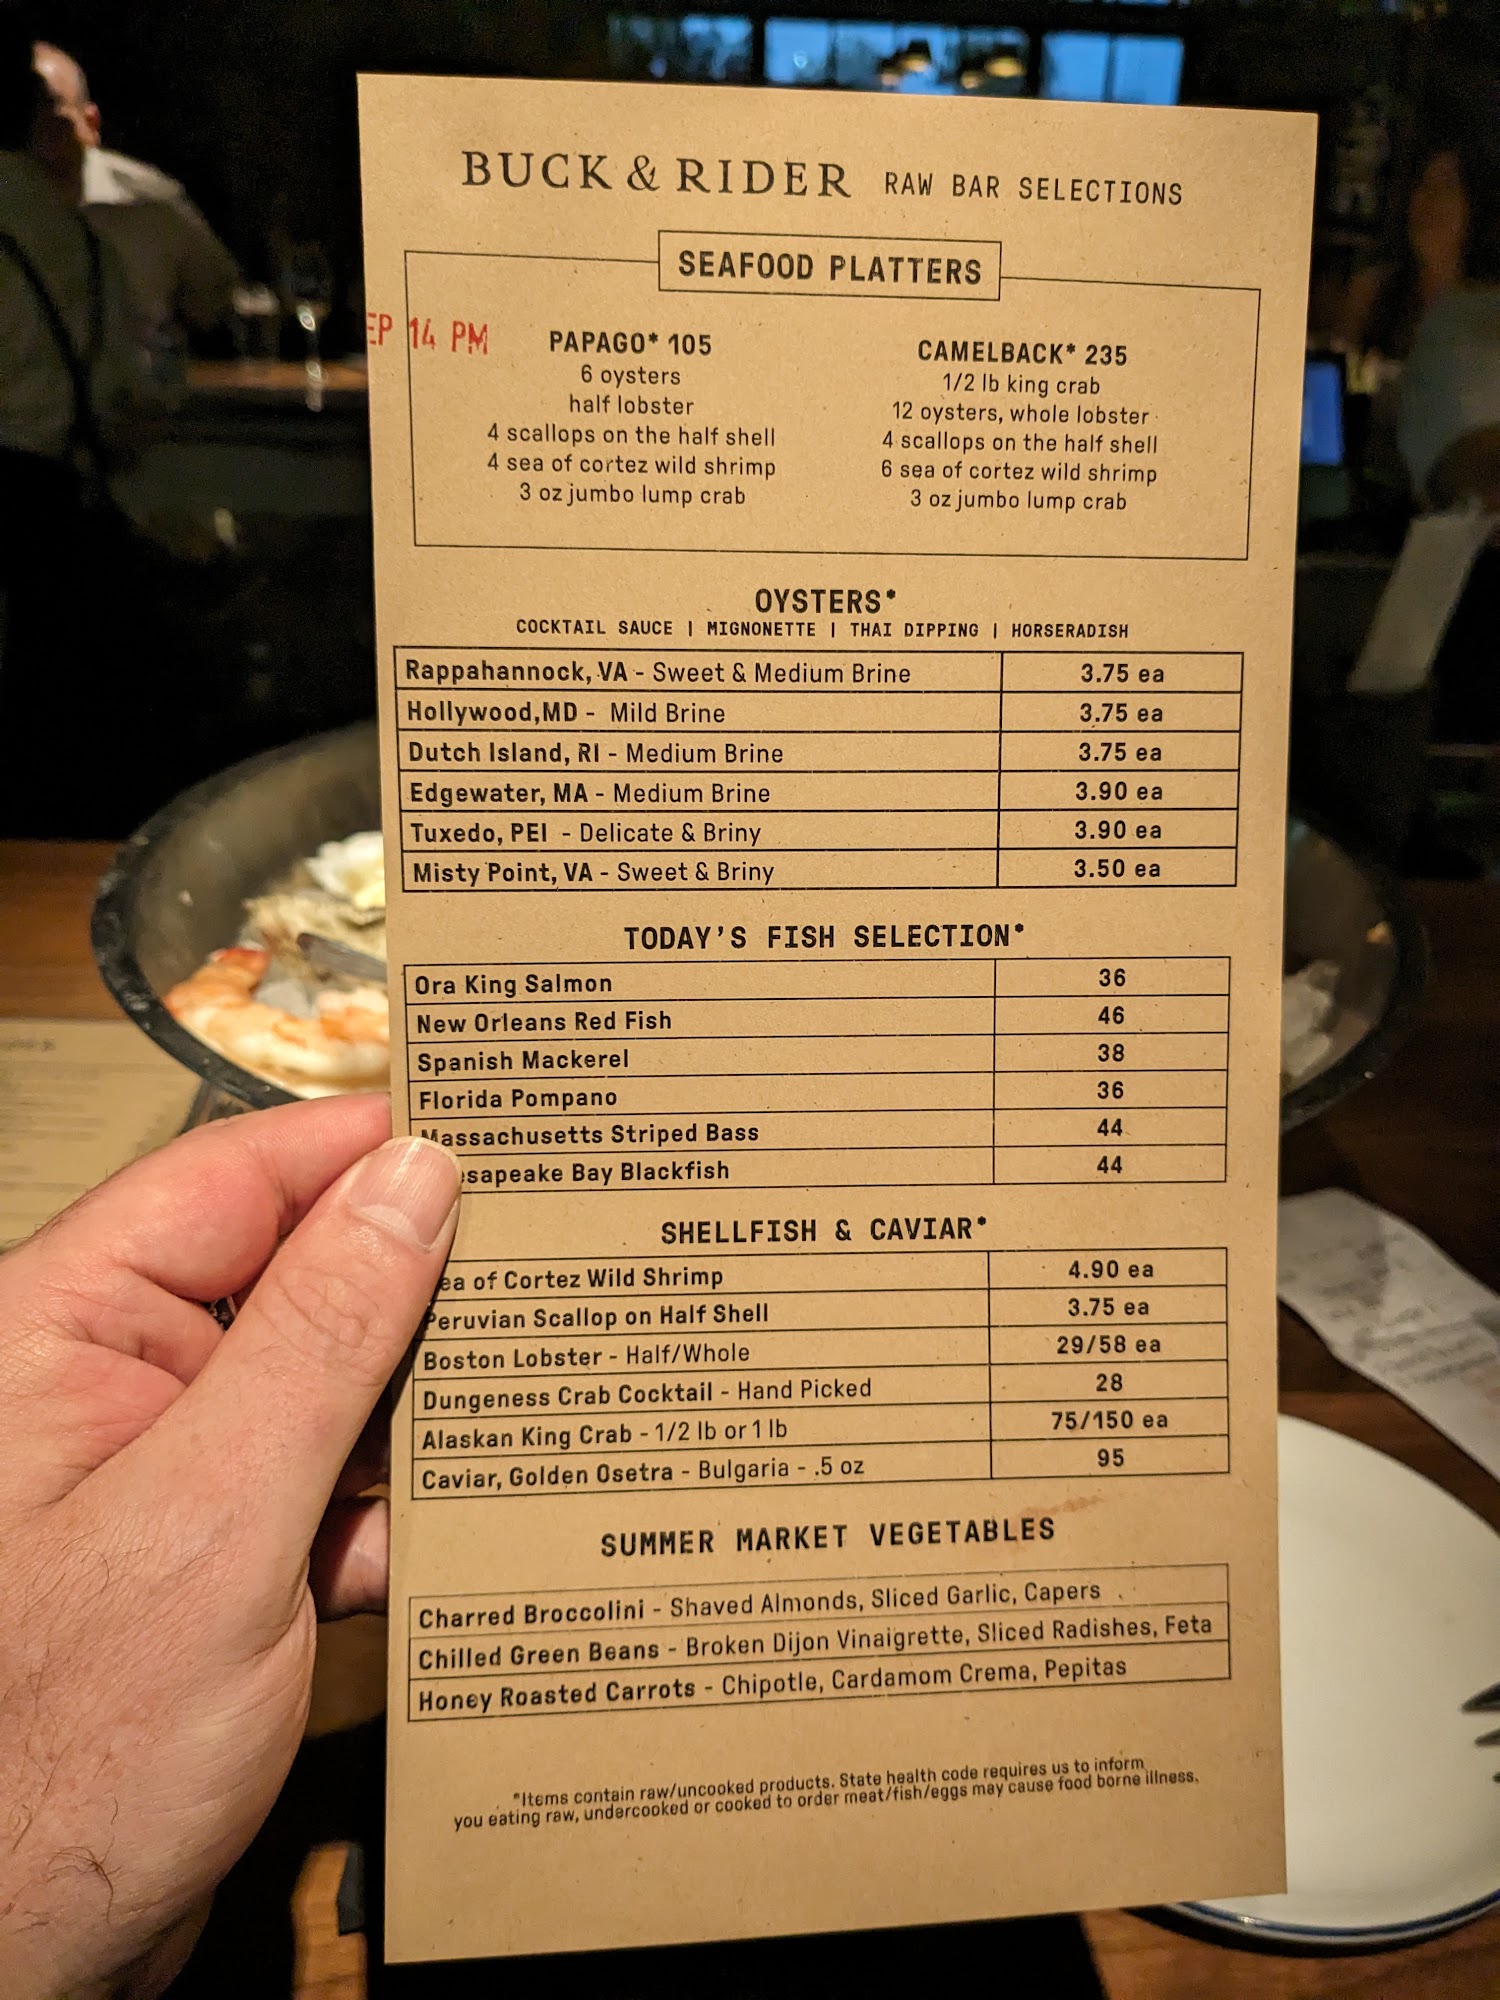 BUCK & RIDER RAW BAR SELECTIONS
SEAFOOD PLATTERS
EP 14 PM
PAPAGO* 105
6 oysters
half lobster
4 scallops on the half shell
4 sea of cortez wild shrimp
3 oz jumbo lump crab
CAMELBACK* 235
1/2 lb king crab
12 oysters, whole lobster
4 scallops on the half shell
6 sea of cortez wild shrimp
3 oz jumbo lump crab
OYSTERS*
COCKTAIL SAUCE | MIGNONETTE | THAI DIPPING | HORSERADISH
Rappahannock, VA - Sweet & Medium Brine 3.75 ea
Hollywood,MD - Mild Brine 3.75 ea
Dutch Island, RI - Medium Brine 3.75 ea
Edgewater, MA - Medium Brine 3.90 ea
Tuxedo, PEI - Delicate & Briny 3.90 ea
Misty Point, VA - Sweet & Briny 3.50 ea
TODAY'S FISH SELECTION*
Ora King Salmon 36
New Orleans Red Fish 46
Spanish Mackerel 38
Florida Pompano 36
Massachusetts Striped Bass 44
esapeake Bay Blackfish 44
SHELLFISH & CAVIAR*
ea of Cortez Wild Shrimp 4.90 ea
Peruvian Scallop on Half Shell 3.75 ea
Boston Lobster - Half/Whole 29/58 ea
Dungeness Crab Cocktail - Hand Picked 28
Alaskan King Crab - 1/2 lb or 1 lb 75/150 ea
Caviar, Golden Osetra - Bulgaria - .5 oz 95
SUMMER MARKET VEGETABLES
Charred Broccolini - Shaved Almonds, Sliced Garlic, Capers
Chilled Green Beans - Broken Dijon Vinaigrette, Sliced Radishes, Feta
Honey Roasted Carrots - Chipotle, Cardamom Crema, Pepitas
*Items contain raw/uncooked products. State health code requires us to inform
you eating raw, undercooked or cooked to order meat/fish/eggs may cause food borne illness.